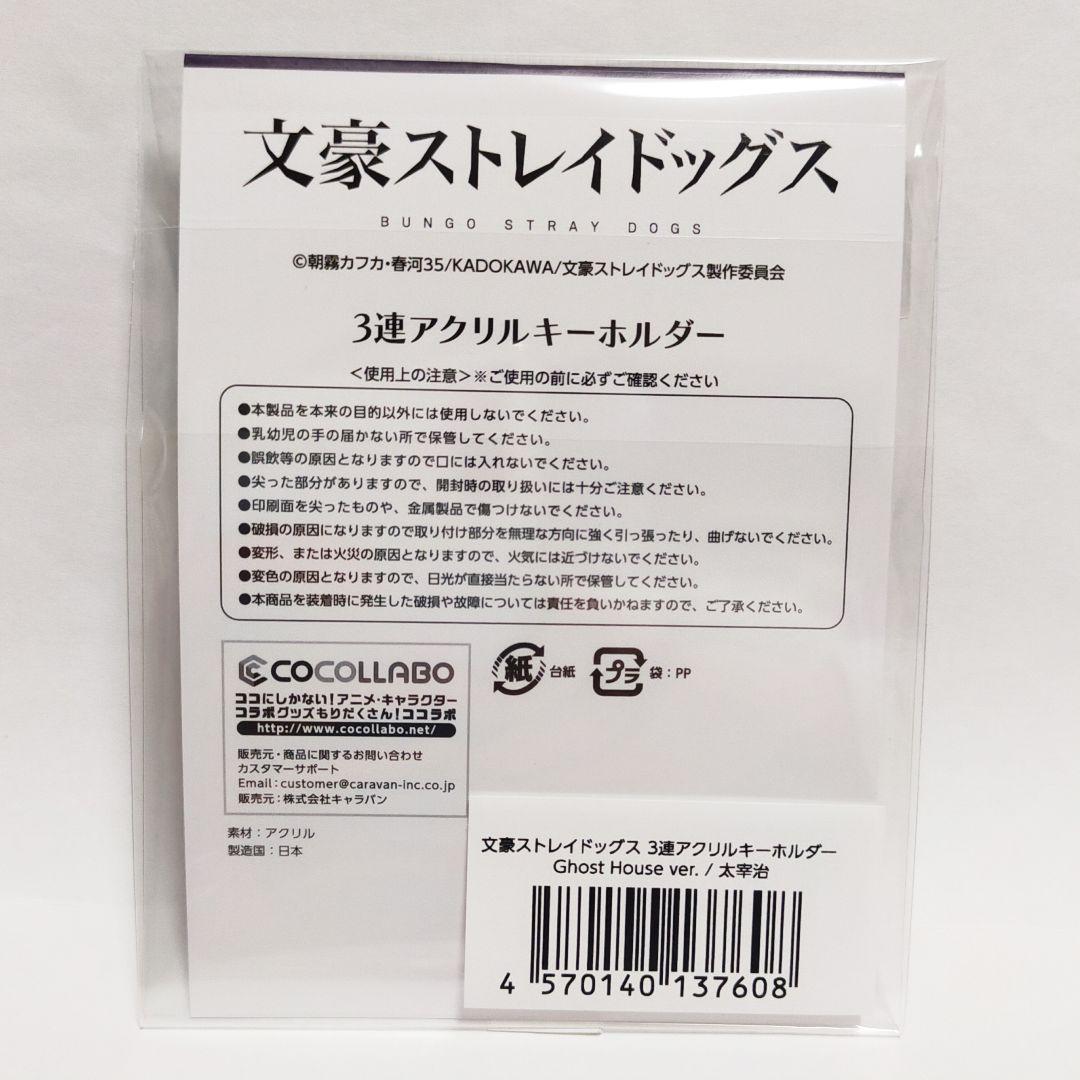 文豪ストレイドッグス
BUNGO STRAY DOGS
©朝霧カフカ・春河35/KADOKAWA/文豪ストレイドッグス製作委員会
3連アクリルキーホルダー
<使用上の注意>※ご使用の前に必ずご確認ください
●本製品を本来の目的以外には使用しないでください。
●乳幼児の手の届かない所で保管してください。
●誤飲等の原因となりますので口には入れないでください。
●尖った部分がありますので、開封時の取り扱いには十分ご注意ください。
●印刷面を尖ったものや、金属製品で傷つけないでください。
●破損の原因になりますので取り付け部分を無理な方向に強く引っ張ったり、曲げないでください。
●変形、または火災の原因となりますので、火気には近づけないでください。
●変色の原因となりますので、日光が直接当たらない所で保管してください。
●本商品を装着時に発生した破損や故障については責任を負いかねますので、ご了承ください。
COCOLLABO
ココにしかない!アニメ・キャラクター
コラボグッズもりだくさん!ココラボ
http://www.cocollabo.net/
販売元・商品に関するお問い合わせ
カスタマーサポート
Email:customer@caravan-inc.co.jp
販売元:株式会社キャラバン
紙 台紙
プラ 袋:PP
素材:アクリル
製造国:日本
文豪ストレイドッグス 3連アクリルキーホルダー
Ghost House ver. / 太宰治
4 570140 137608